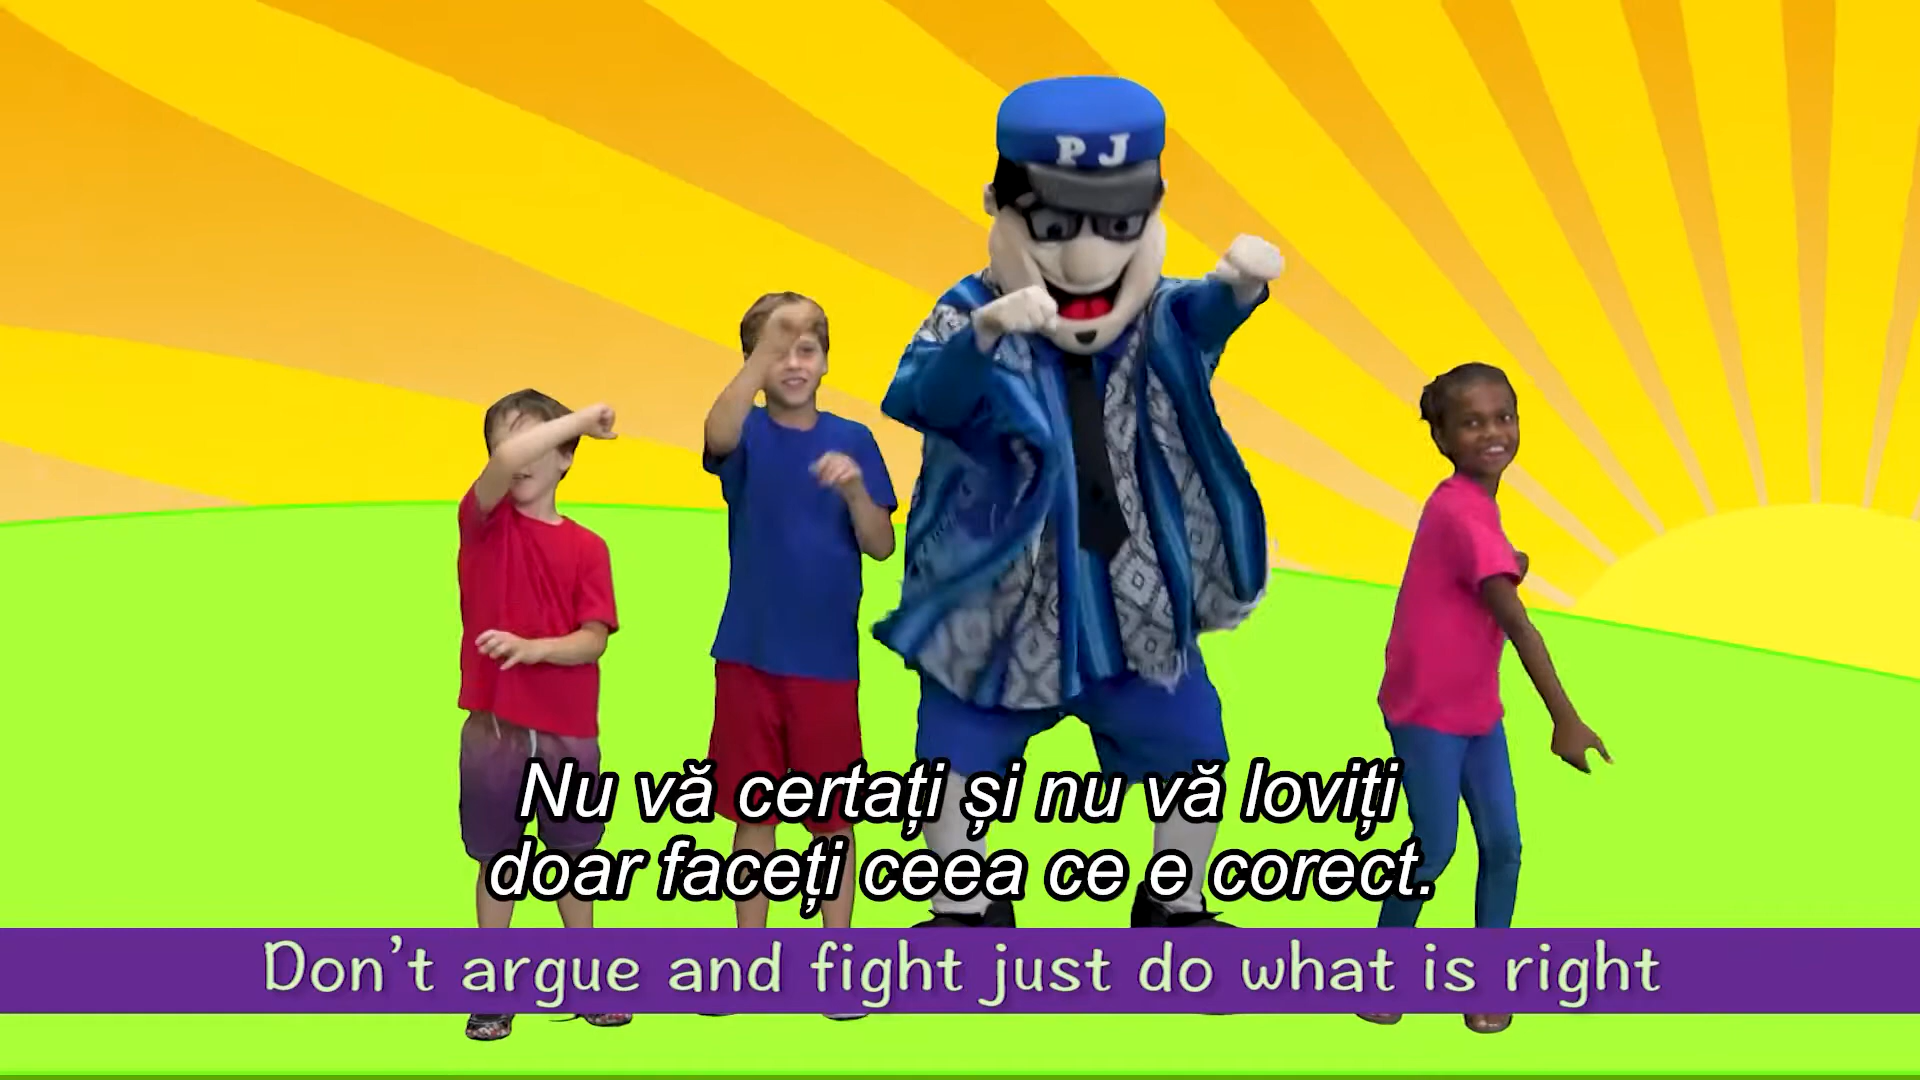 PJ
Nu vă certați și nu vă loviți
doar faceți ceea ce e corect.
Don't argue and fight just do what is right